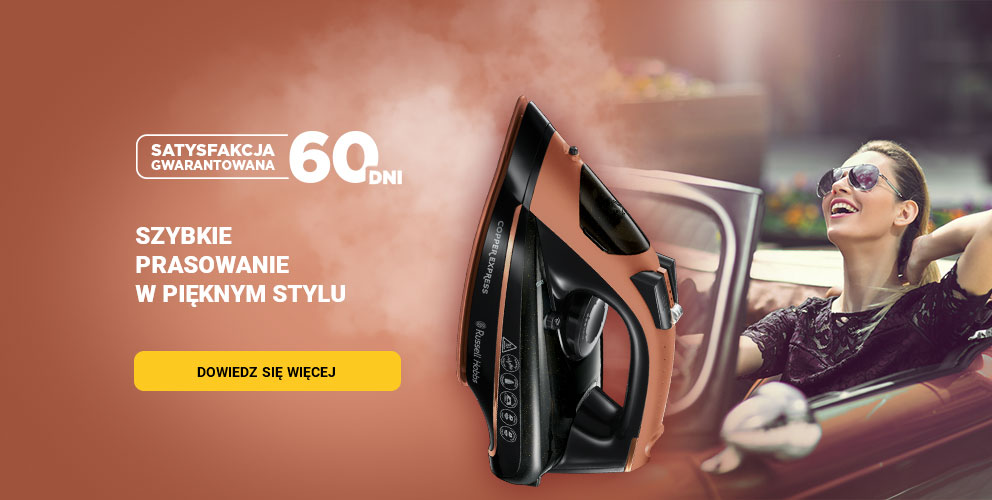 SATYSFAKCJA
GWARANTOWANA
60 DNI
SZYBKIE
PRASOWANIE
W PIĘKNYM STYLU
DOWIEDZ SIĘ WIĘCEJ
COPPER EXPRESS
Russell Hobbs